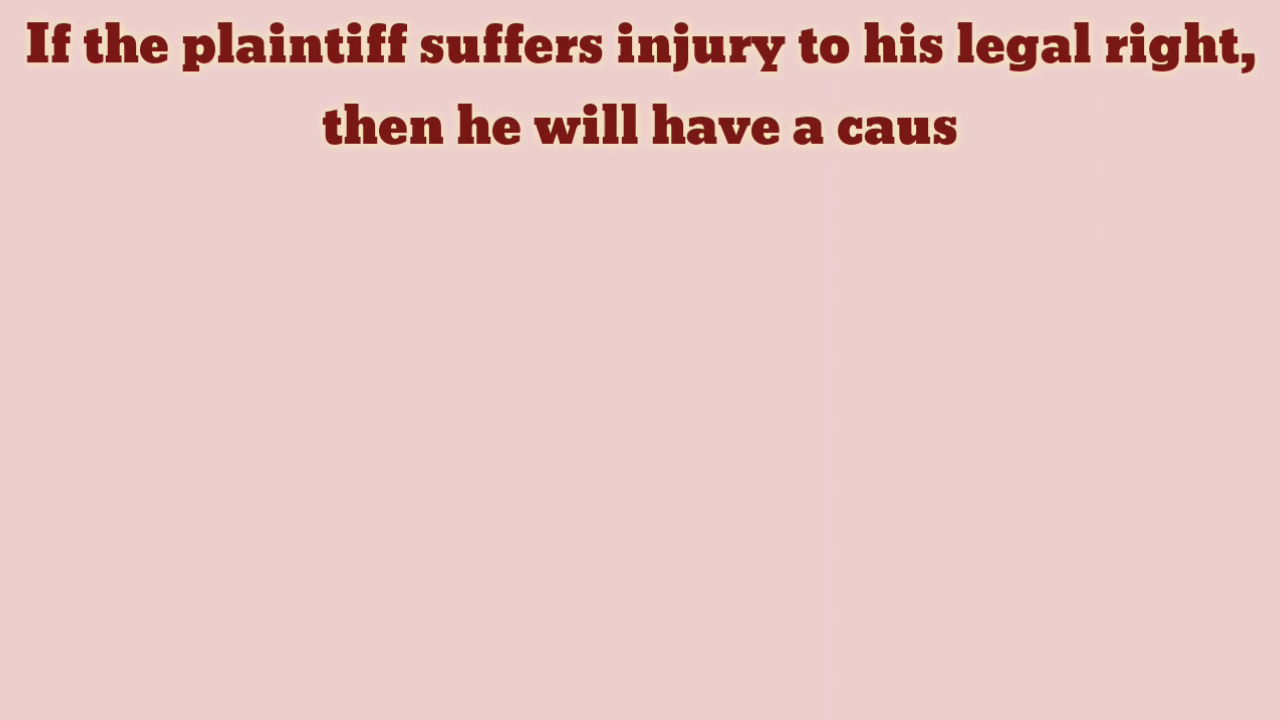 If the plaintiff suffers injury to his legal right,
then he will have a caus